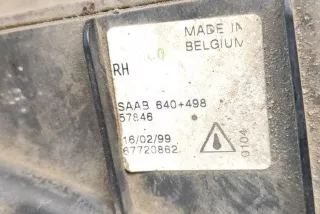 MADE IN
BELGIUM
RH
SAAB 640+498
57846
16/02/99
67720862
0104